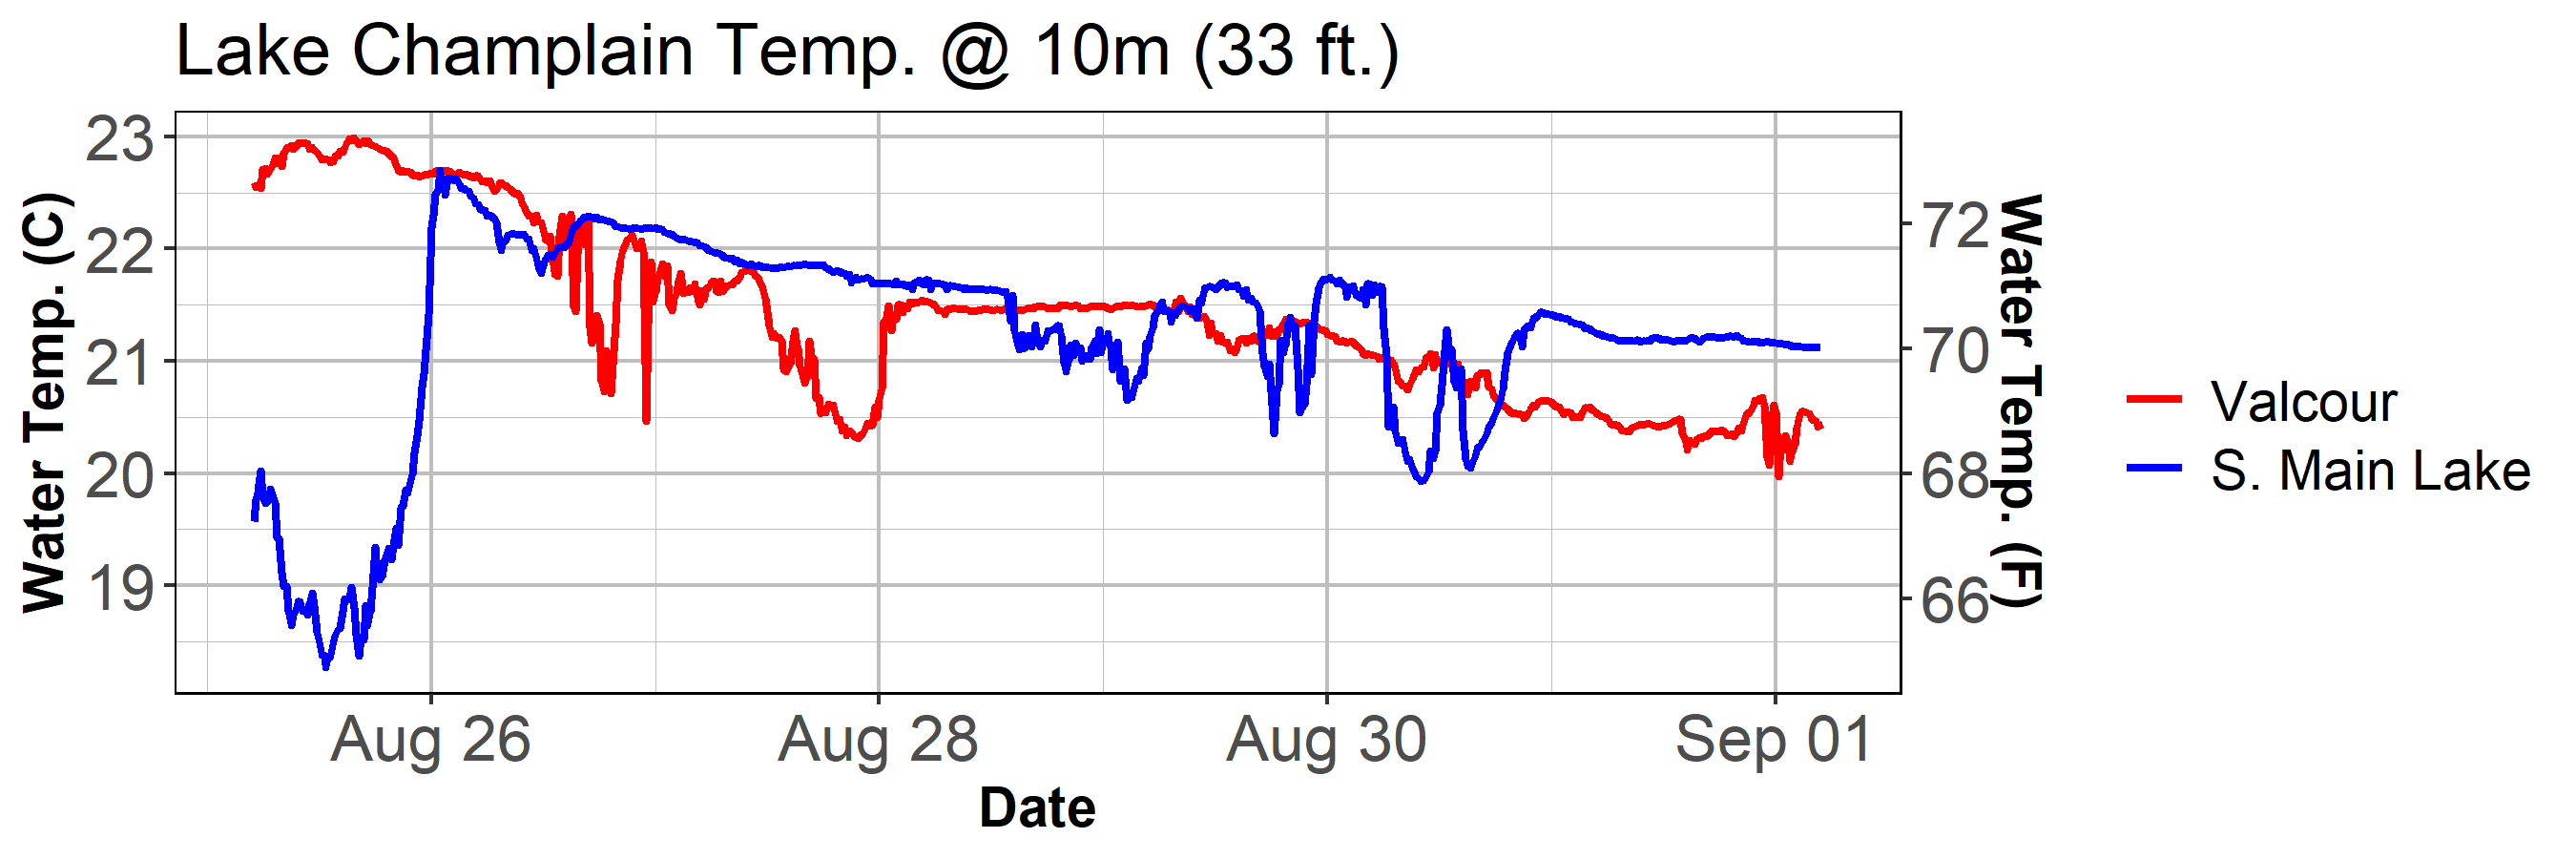 Lake Champlain Temp. @ 10m (33 ft.)
Water Temp. (C)
23
22
21
20
19
72
70
68
66
Water Temp. (F)
Aug 26
Aug 28
Aug 30
Sep 01
Date
Valcour
S. Main Lake